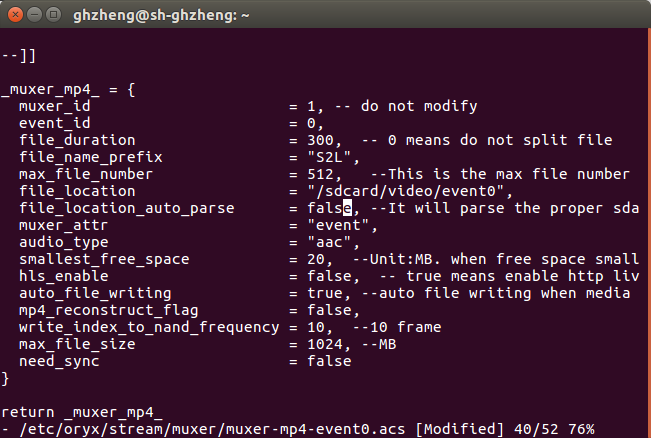 ghzheng@sh-ghzheng: ~
--]]
_muxer_mp4_ = {
  muxer_id                      = 1, -- do not modify
  event_id                      = 0,
  file_duration                 = 300,  -- 0 means do not split file
  file_name_prefix              = "S2L",
  max_file_number               = 512,   --This is the max file number
  file_location                 = "/sdcard/video/event0",
  file_location_auto_parse      = false, --It will parse the proper sda
  muxer_attr                    = "event",
  audio_type                    = "aac",
  smallest_free_space           = 20,  --Unit:MB. when free space small
  hls_enable                    = false,  -- true means enable http liv
  auto_file_writing             = true, --auto file writing when media
  mp4_reconstruct_flag          = false,
  write_index_to_nand_frequency = 10,  --10 frame
  max_file_size                 = 1024, --MB
  need_sync                     = false
}
return _muxer_mp4_
- /etc/oryx/stream/muxer/muxer-mp4-event0.acs [Modified] 40/52 76%